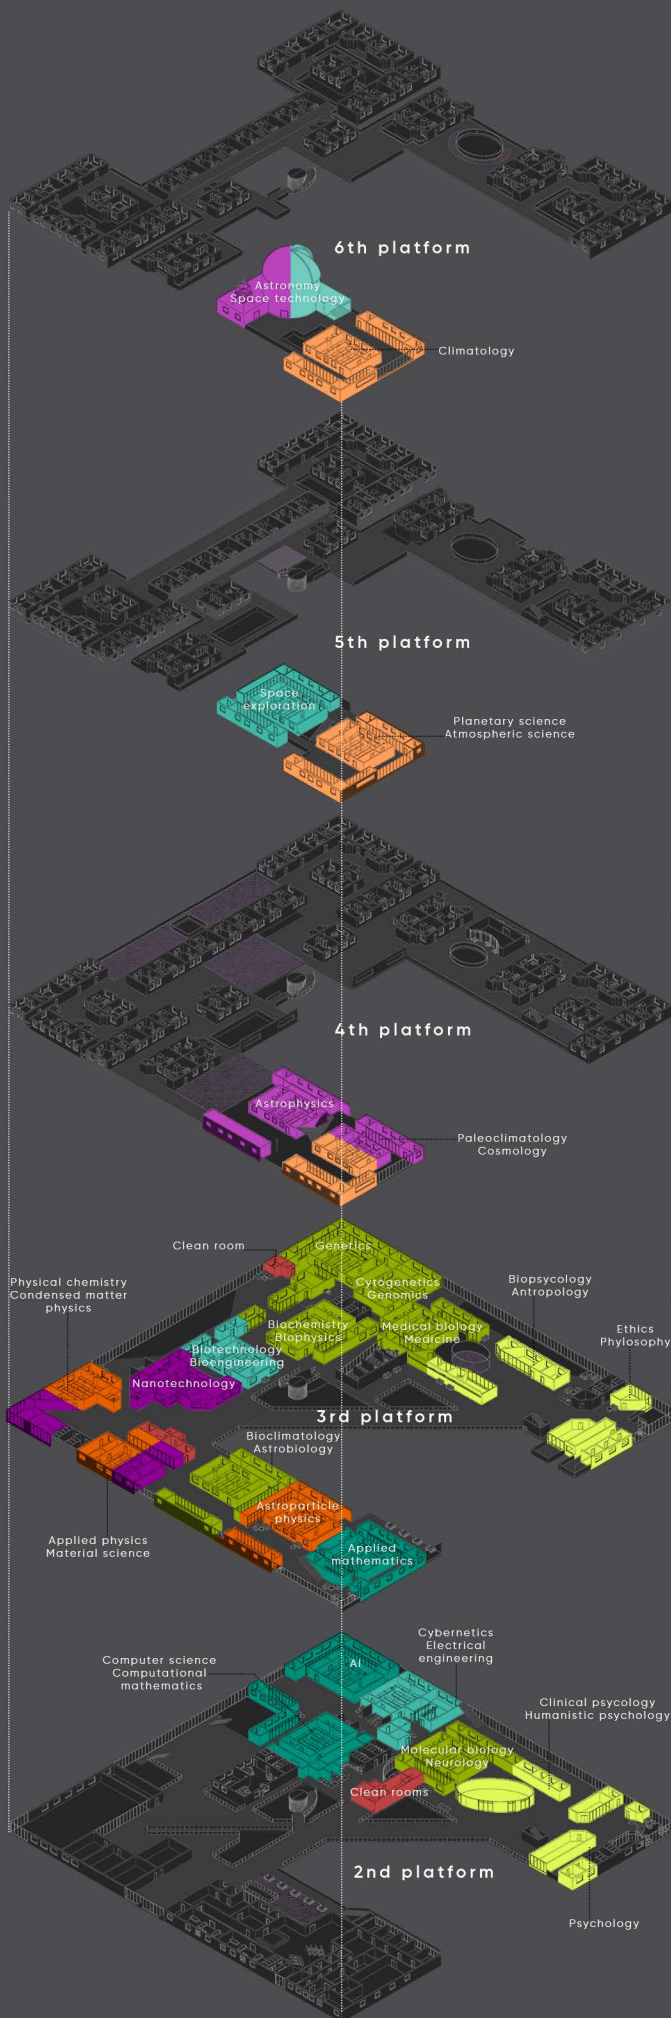 6th platform
Astronomy
Space technology
Climatology
5th platform
Space
exploration
Planetary science
Atmospheric science
4th platform
Astrophysics
Paleoclimatology
Cosmology
Clean room
Genetics
Physical chemistry
Condensed matter
physics
Cytogenetics
Genomics
Biopsycology
Antropology
Biochemistry
Biophysics
Medical biology
Medicine
Ethics
Phylosophy
Biotechnology
Bioengineering
Nanotechnology
3rd platform
Bioclimatology
Astrobiology
Astroparticle
physics
Applied physics
Material science
Applied
mathematics
Cybernetics
Electrical
engineering
Computer science
Computational
mathematics
AI
Clinical psycology
Humanistic psychology
Molecular biology
Neurology
Clean rooms
2nd platform
Psychology